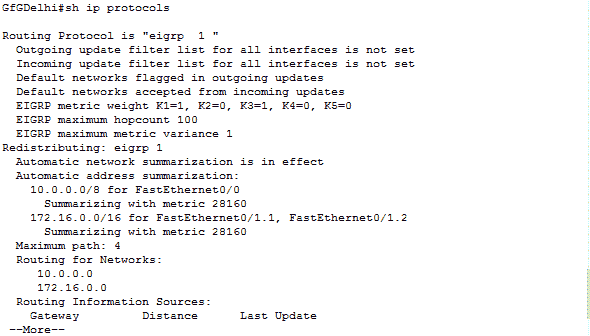 GfGDelhi#sh ip protocols
Routing Protocol is "eigrp  1 "
  Outgoing update filter list for all interfaces is not set
  Incoming update filter list for all interfaces is not set
  Default networks flagged in outgoing updates
  Default networks accepted from incoming updates
  EIGRP metric weight K1=1, K2=0, K3=1, K4=0, K5=0
  EIGRP maximum hopcount 100
  EIGRP maximum metric variance 1
Redistributing: eigrp 1
  Automatic network summarization is in effect
  Automatic address summarization:
    10.0.0.0/8 for FastEthernet0/0
      Summarizing with metric 28160
    172.16.0.0/16 for FastEthernet0/1.1, FastEthernet0/1.2
      Summarizing with metric 28160
  Maximum path: 4
  Routing for Networks:
     10.0.0.0
     172.16.0.0
  Routing Information Sources:
    Gateway         Distance      Last Update
 --More--